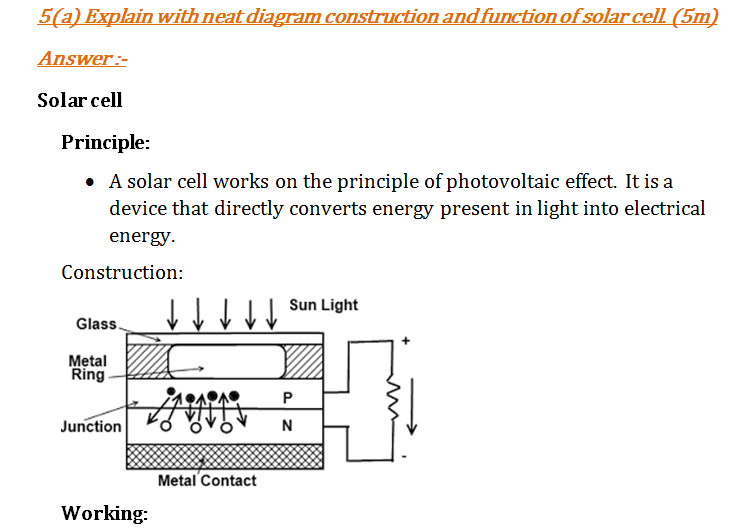 5(a) Explain with neat diagram construction and function of solar cell. (5m)
Answer:-
Solar cell
Principle:
• A solar cell works on the principle of photovoltaic effect. It is a
device that directly converts energy present in light into electrical
energy.
Construction:
Sun Light
Glass
+
Metal
Ring
P
Junction
N
-
Metal Contact
Working: